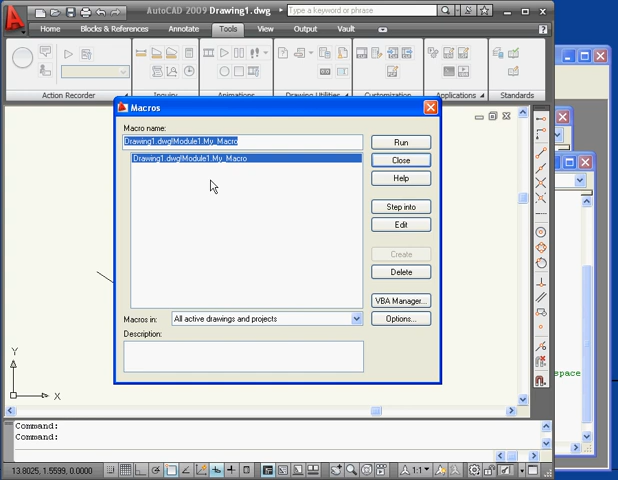 AutoCAD 2009 Drawing1.dwg
Type a keyword or phrase
Home Blocks & References Annotate Tools View Output Vault
Action Recorder Inquiry Animations Drawing Utilities Customization Applications Standards
Macros
Macro name:
Drawing1.dwg!Module1.My_Macro
Drawing1.dwg!Module1.My_Macro
Run
Close
Help
Step into
Edit
Create
Delete
VBA Manager...
Macros in: All active drawings and projects
Options...
Description:
Y
X
space
Command:
Command:
13.8025, 1.5599, 0.0000
1:1